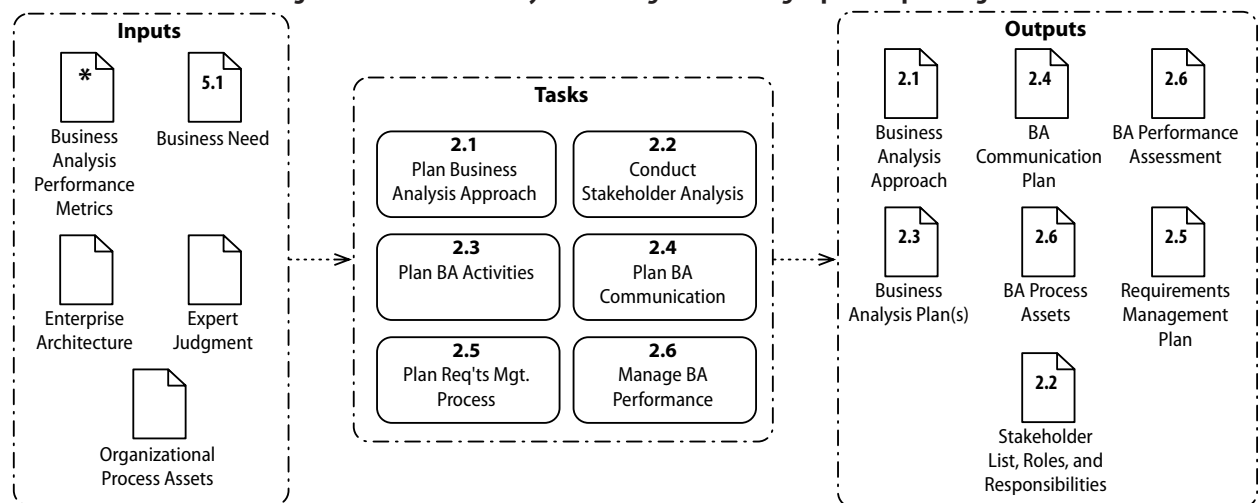 Inputs
*
Business
Analysis
Performance
Metrics
5.1
Business Need
Enterprise
Architecture
Expert
Judgment
Organizational
Process Assets
Tasks
2.1
Plan Business
Analysis Approach
2.2
Conduct
Stakeholder Analysis
2.3
Plan BA Activities
2.4
Plan BA
Communication
2.5
Plan Req'ts Mgt.
Process
2.6
Manage BA
Performance
Outputs
2.1
Business
Analysis
Approach
2.4
BA
Communication
Plan
2.6
BA Performance
Assessment
2.3
Business
Analysis Plan(s)
2.6
BA Process
Assets
2.5
Requirements
Management
Plan
2.2
Stakeholder
List, Roles, and
Responsibilities